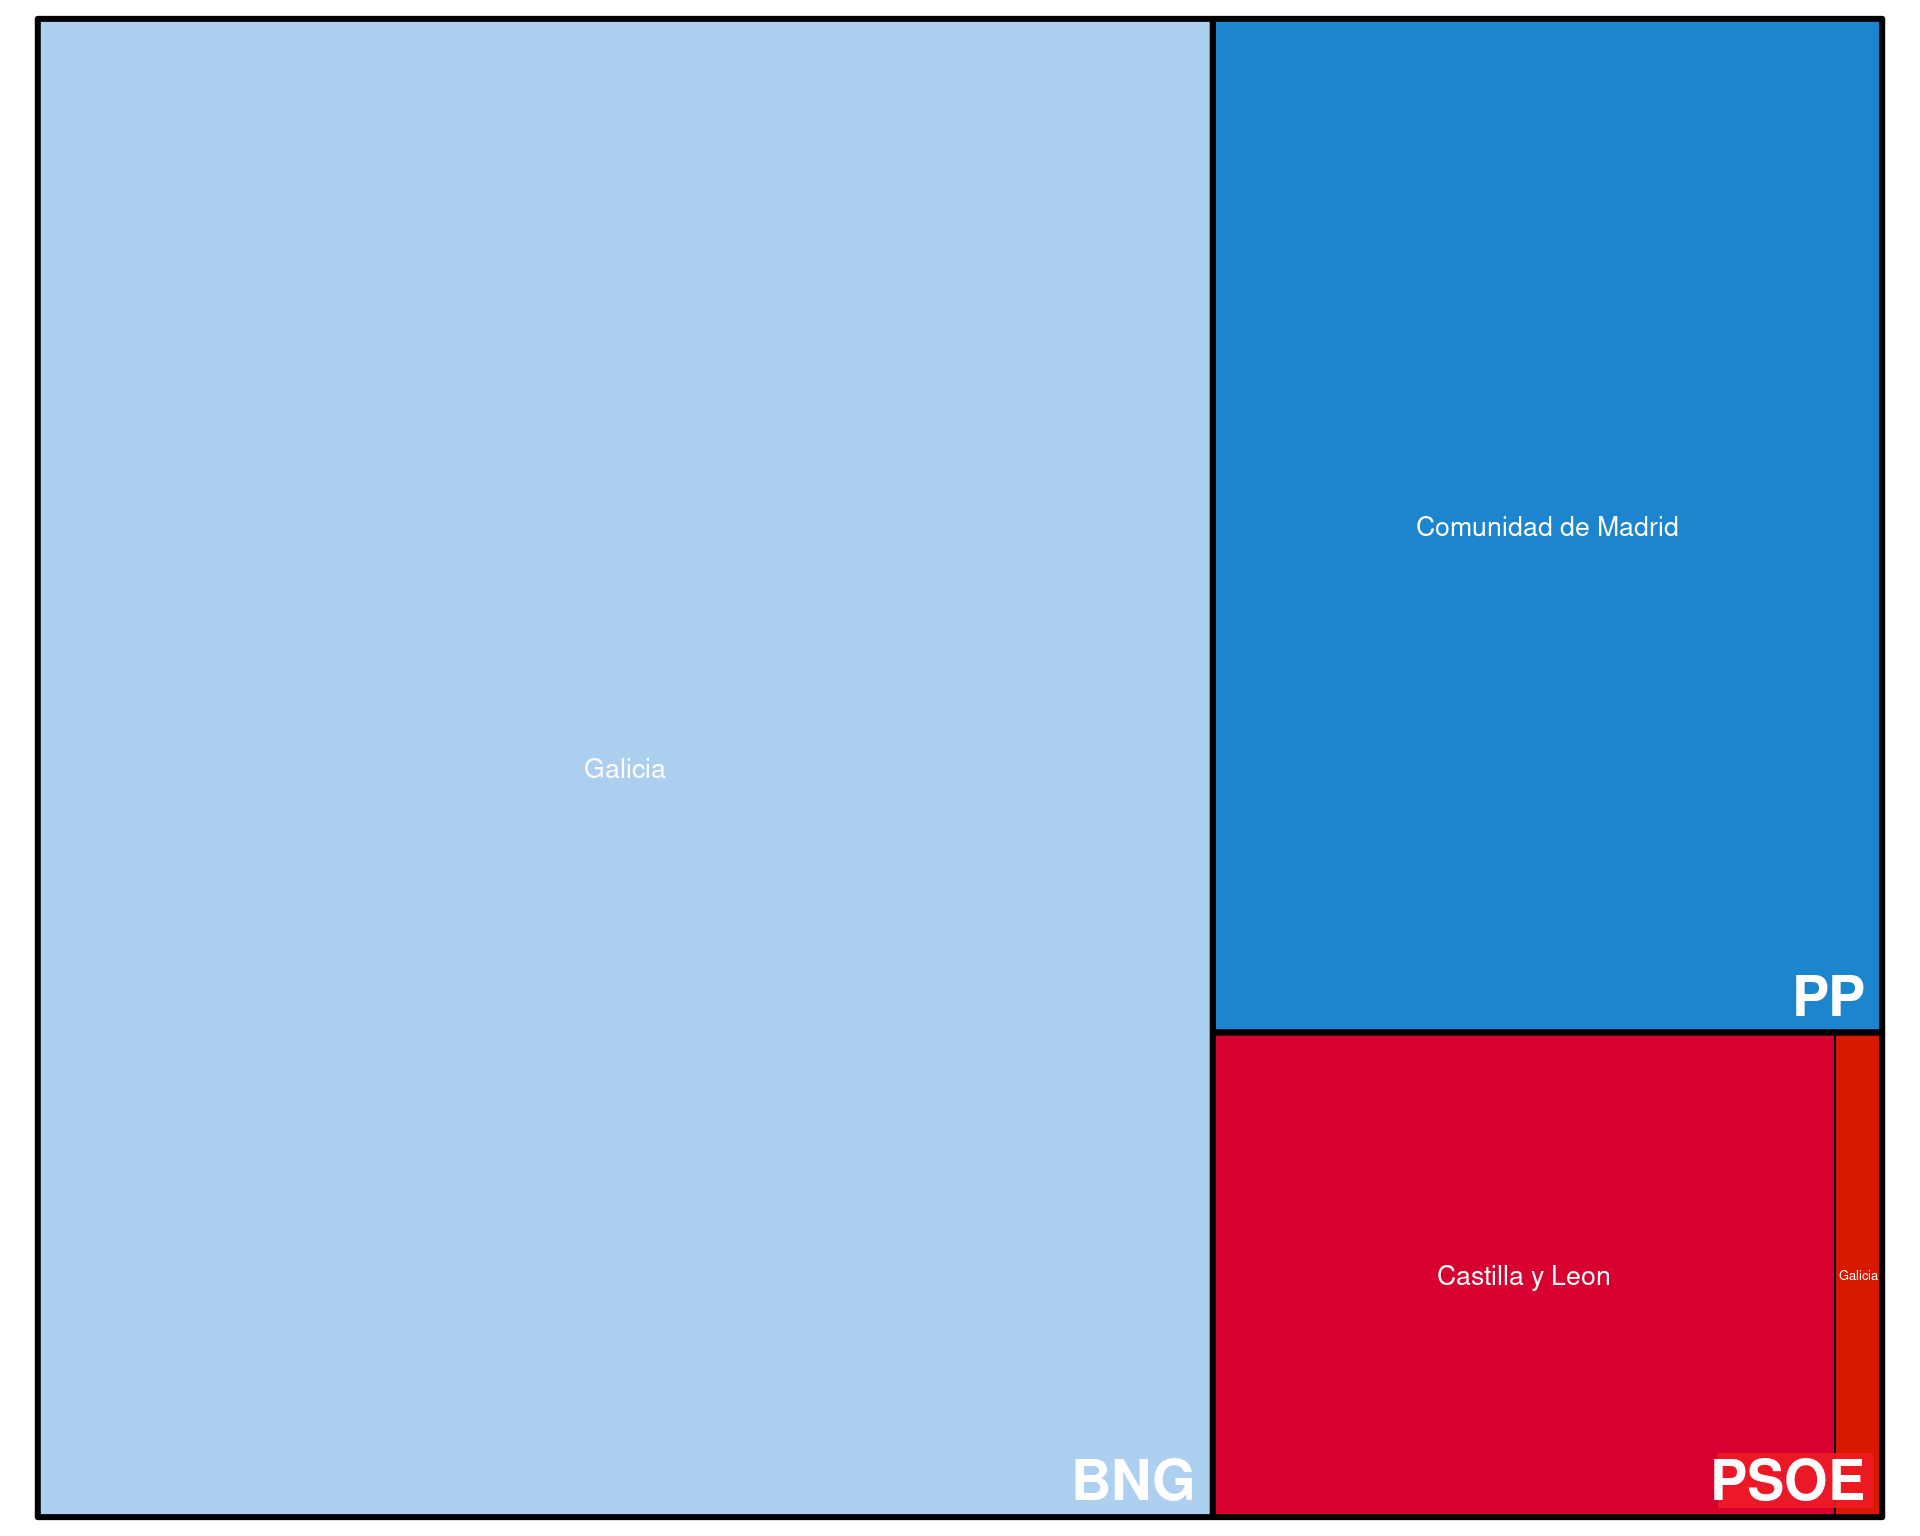 Galicia
BNG
Comunidad de Madrid
PP
Castilla y Leon
Galicia
PSOE